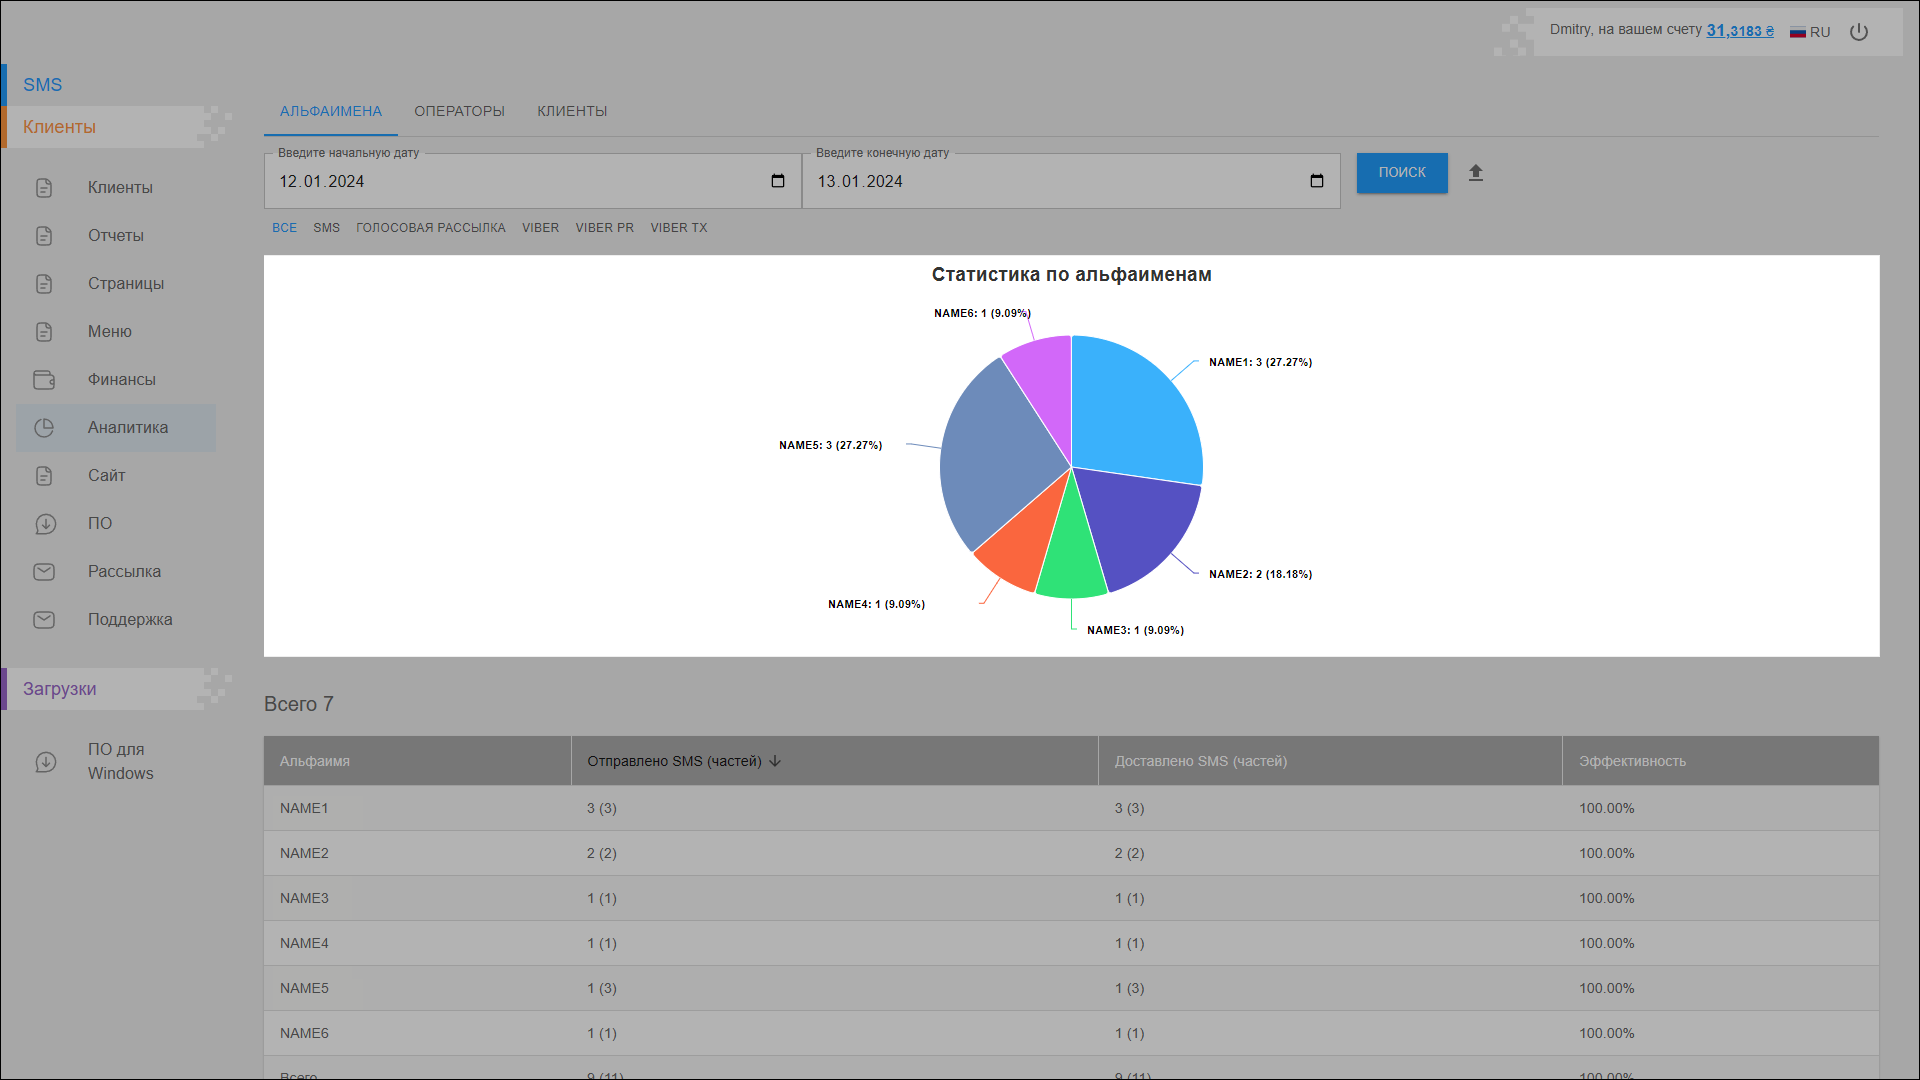 Dmitry, на вашем счету 31,3183 ₴ RU
SMS
Клиенты
Клиенты
Отчеты
Страницы
Меню
Финансы
Аналитика
Сайт
ПО
Рассылка
Поддержка
Загрузки
ПО для
Windows
АЛЬФАИМЕНА ОПЕРАТОРЫ КЛИЕНТЫ
Введите начальную дату Введите конечную дату
12.01.2024 13.01.2024 ПОИСК
ВСЕ SMS ГОЛОСОВАЯ РАССЫЛКА VIBER VIBER PR VIBER TX
Статистика по альфаименам
NAME6: 1 (9.09%)
NAME1: 3 (27.27%)
NAME5: 3 (27.27%)
NAME2: 2 (18.18%)
NAME4: 1 (9.09%)
NAME3: 1 (9.09%)
Всего 7
Альфаимя Отправлено SMS (частей) Доставлено SMS (частей) Эффективность
NAME1 3 (3) 3 (3) 100.00%
NAME2 2 (2) 2 (2) 100.00%
NAME3 1 (1) 1 (1) 100.00%
NAME4 1 (1) 1 (1) 100.00%
NAME5 1 (3) 1 (3) 100.00%
NAME6 1 (1) 1 (1) 100.00%
Всего 9 (11) 9 (11) 100.00%